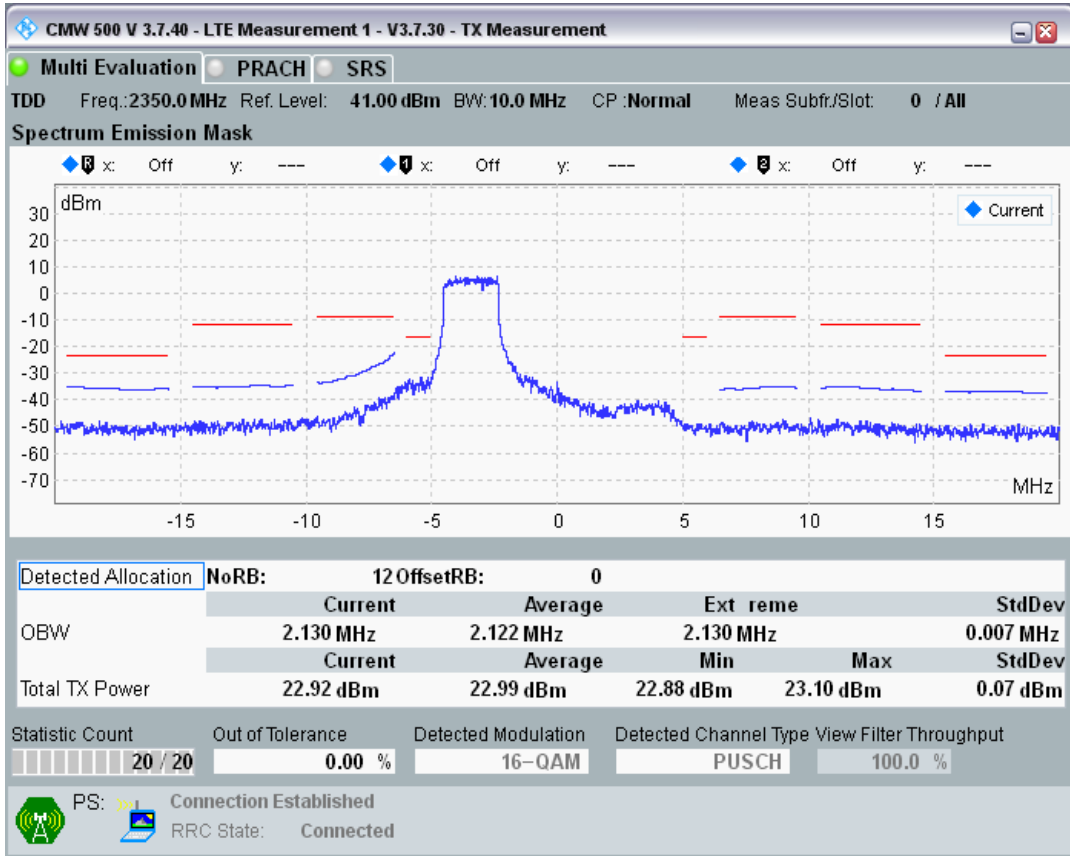 CMW 500 V 3.7.40 - LTE Measurement 1 - V3.7.30 - TX Measurement
Multi Evaluation PRACH SRS
TDD Freq.:2350.0 MHz Ref. Level: 41.00 dBm BW: 10.0 MHz CP :Normal Meas Subfr./Slot: 0 / All
Spectrum Emission Mask
R x: Off y: --- 1 x: Off y: --- 2 x: Off y: ---
dBm
Current
30
20
10
0
-10
-20
-30
-40
-50
-60
-70
MHz
-15 -10 -5 0 5 10 15
Detected Allocation NoRB: 12 OffsetRB: 0
Current Average Ext reme StdDev
OBW 2.130 MHz 2.122 MHz 2.130 MHz 0.007 MHz
Current Average Min Max StdDev
Total TX Power 22.92 dBm 22.99 dBm 22.88 dBm 23.10 dBm 0.07 dBm
Statistic Count Out of Tolerance Detected Modulation Detected Channel Type View Filter Throughput
20 / 20 0.00 % 16-QAM PUSCH 100.0 %
PS: Connection Established
RRC State: Connected